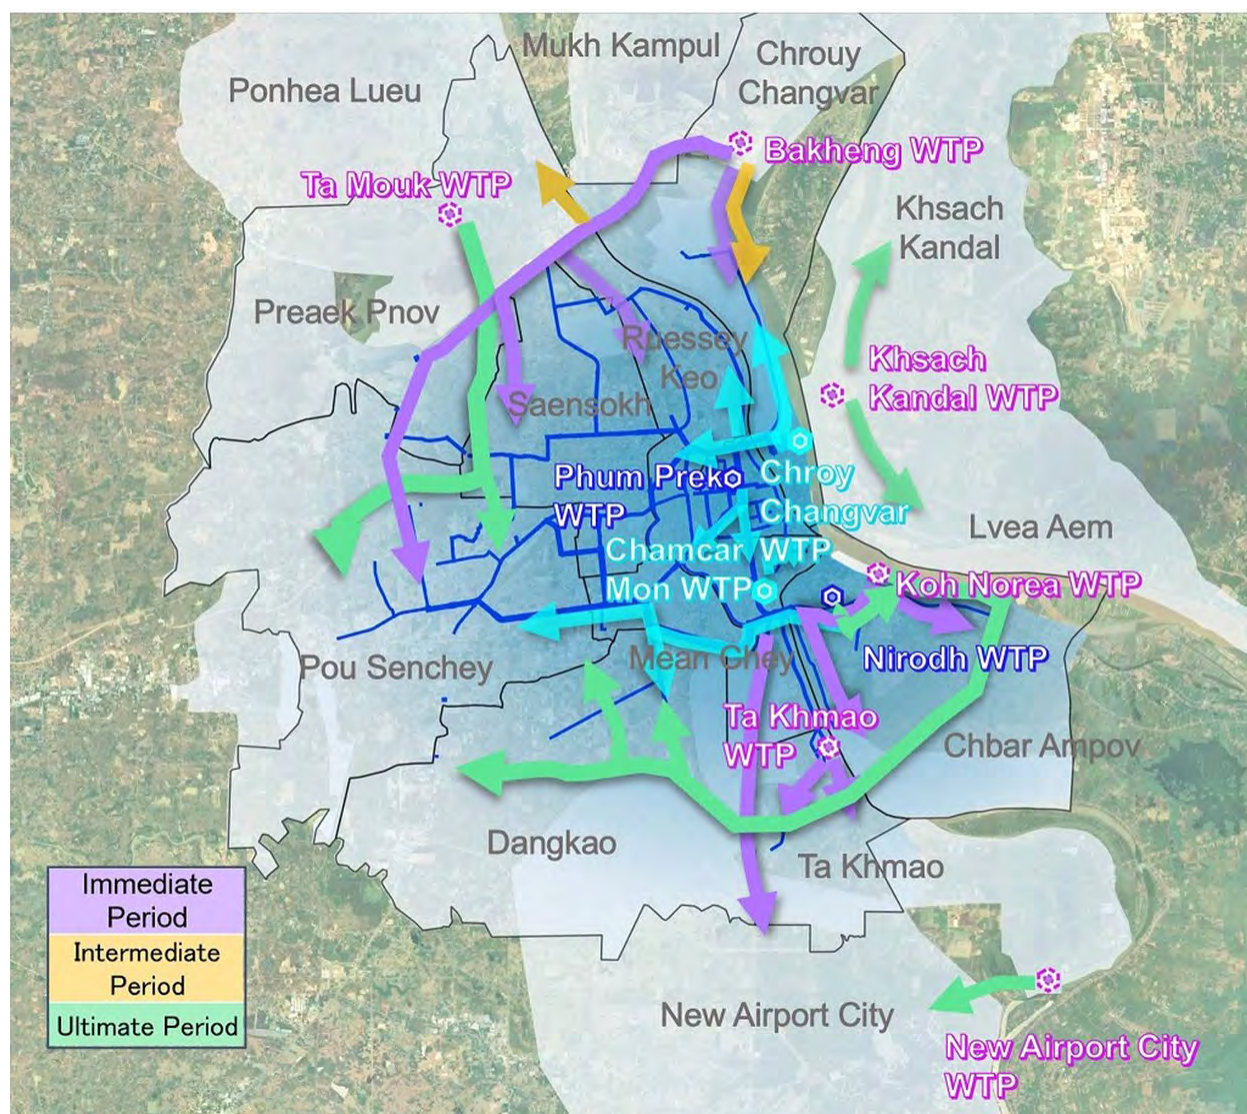 Mukh Kampul
Chrouy
Changvar
Ponhea Lueu
Bakheng WTP
Ta Mouk WTP
Khsach
Kandal
Preaek Pnov
Ruessey
Keo
Khsach
Kandal WTP
Saensokh
Phum Prek
WTP
Chroy
Changvar
WTP
Lvea Aem
Chamcar
Mon WTP
Koh Norea WTP
Nirodh WTP
Pou Senchey
Mean Chey
Ta Khmao
WTP
Chbar Ampov
Dangkao
Ta Khmao
Immediate
Period
Intermediate
Period
Ultimate Period
New Airport City
New Airport City
WTP